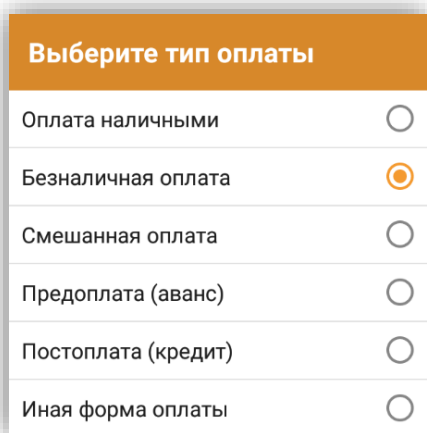 Выберите тип оплаты
Оплата наличными
Безналичная оплата
Смешанная оплата
Предоплата (аванс)
Постоплата (кредит)
Иная форма оплаты